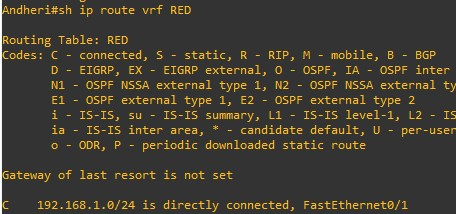 Andheri#sh ip route vrf RED
Routing Table: RED
Codes: C - connected, S - static, R - RIP, M - mobile, B - BGP
D - EIGRP, EX - EIGRP external, O - OSPF, IA - OSPF inter
N1 - OSPF NSSA external type 1, N2 - OSPF NSSA external ty
E1 - OSPF external type 1, E2 - OSPF external type 2
i - IS-IS, su - IS-IS summary, L1 - IS-IS level-1, L2 - IS
ia - IS-IS inter area, * - candidate default, U - per-user
o - ODR, P - periodic downloaded static route
Gateway of last resort is not set
C 192.168.1.0/24 is directly connected, FastEthernet0/1